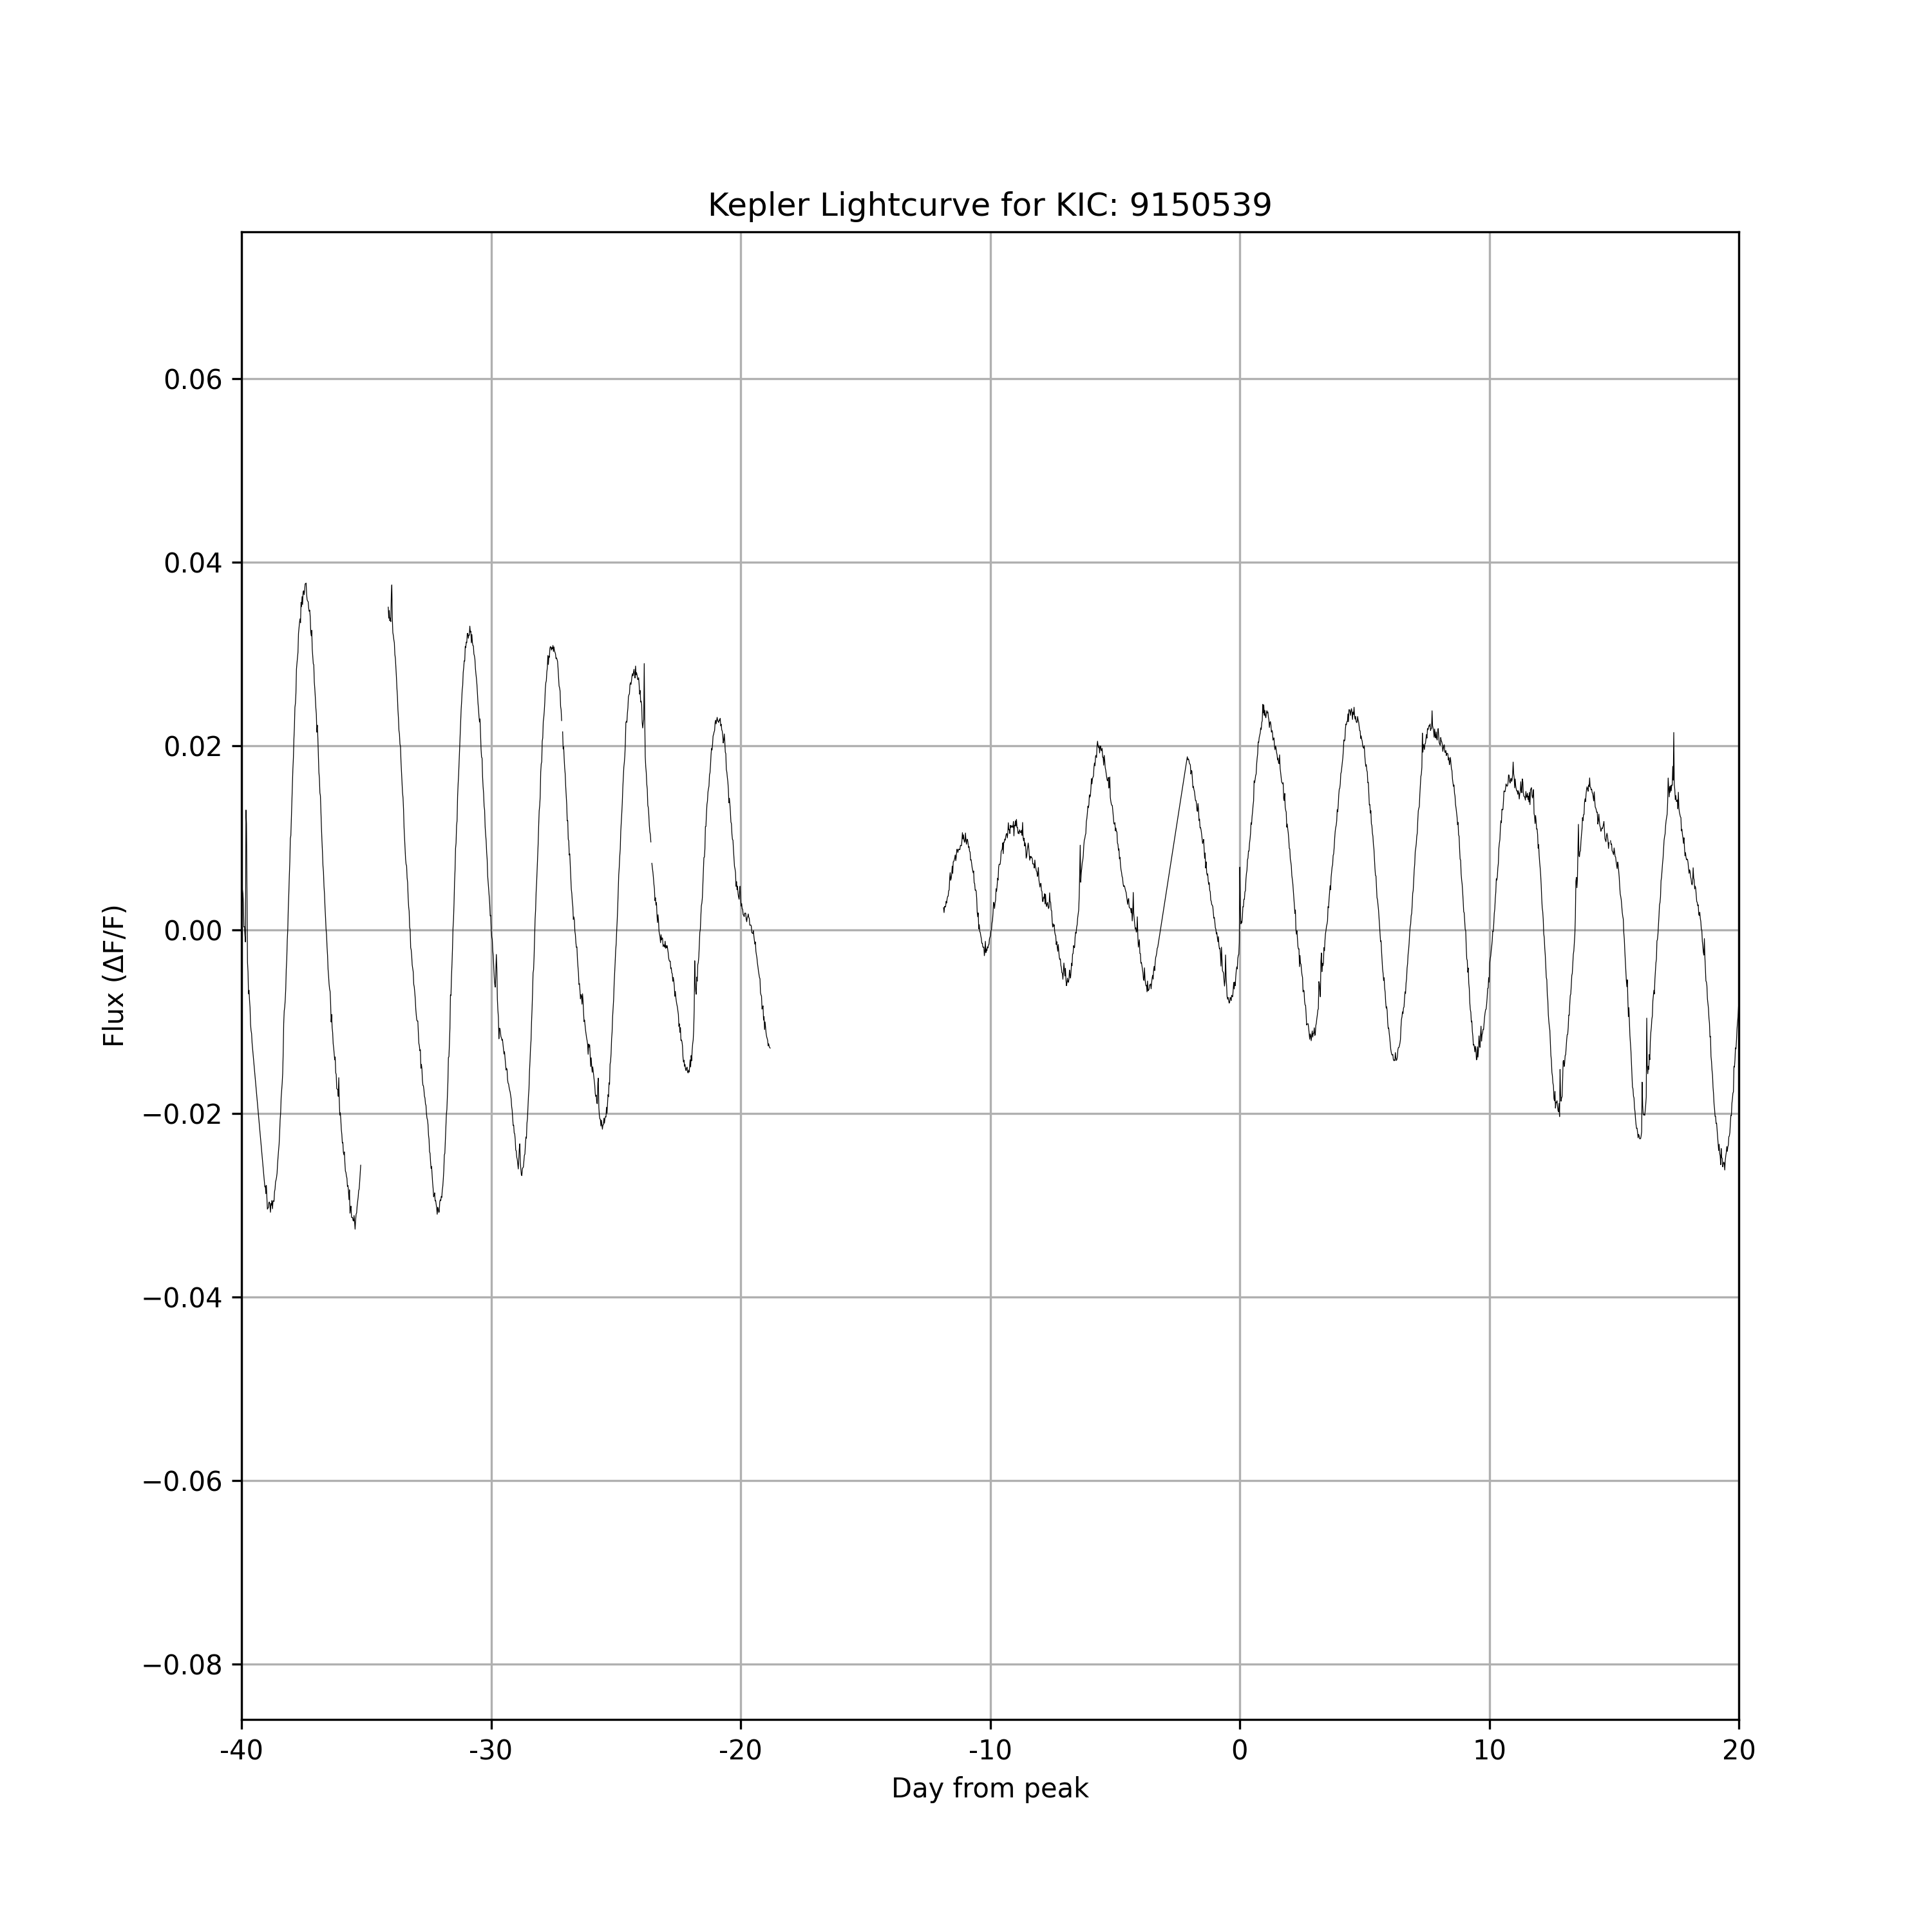 Kepler Lightcurve for KIC: 9150539
Flux (ΔF/F)
0.06
0.04
0.02
0.00
−0.02
−0.04
−0.06
−0.08
-40 -30 -20 -10 0 10 20
Day from peak